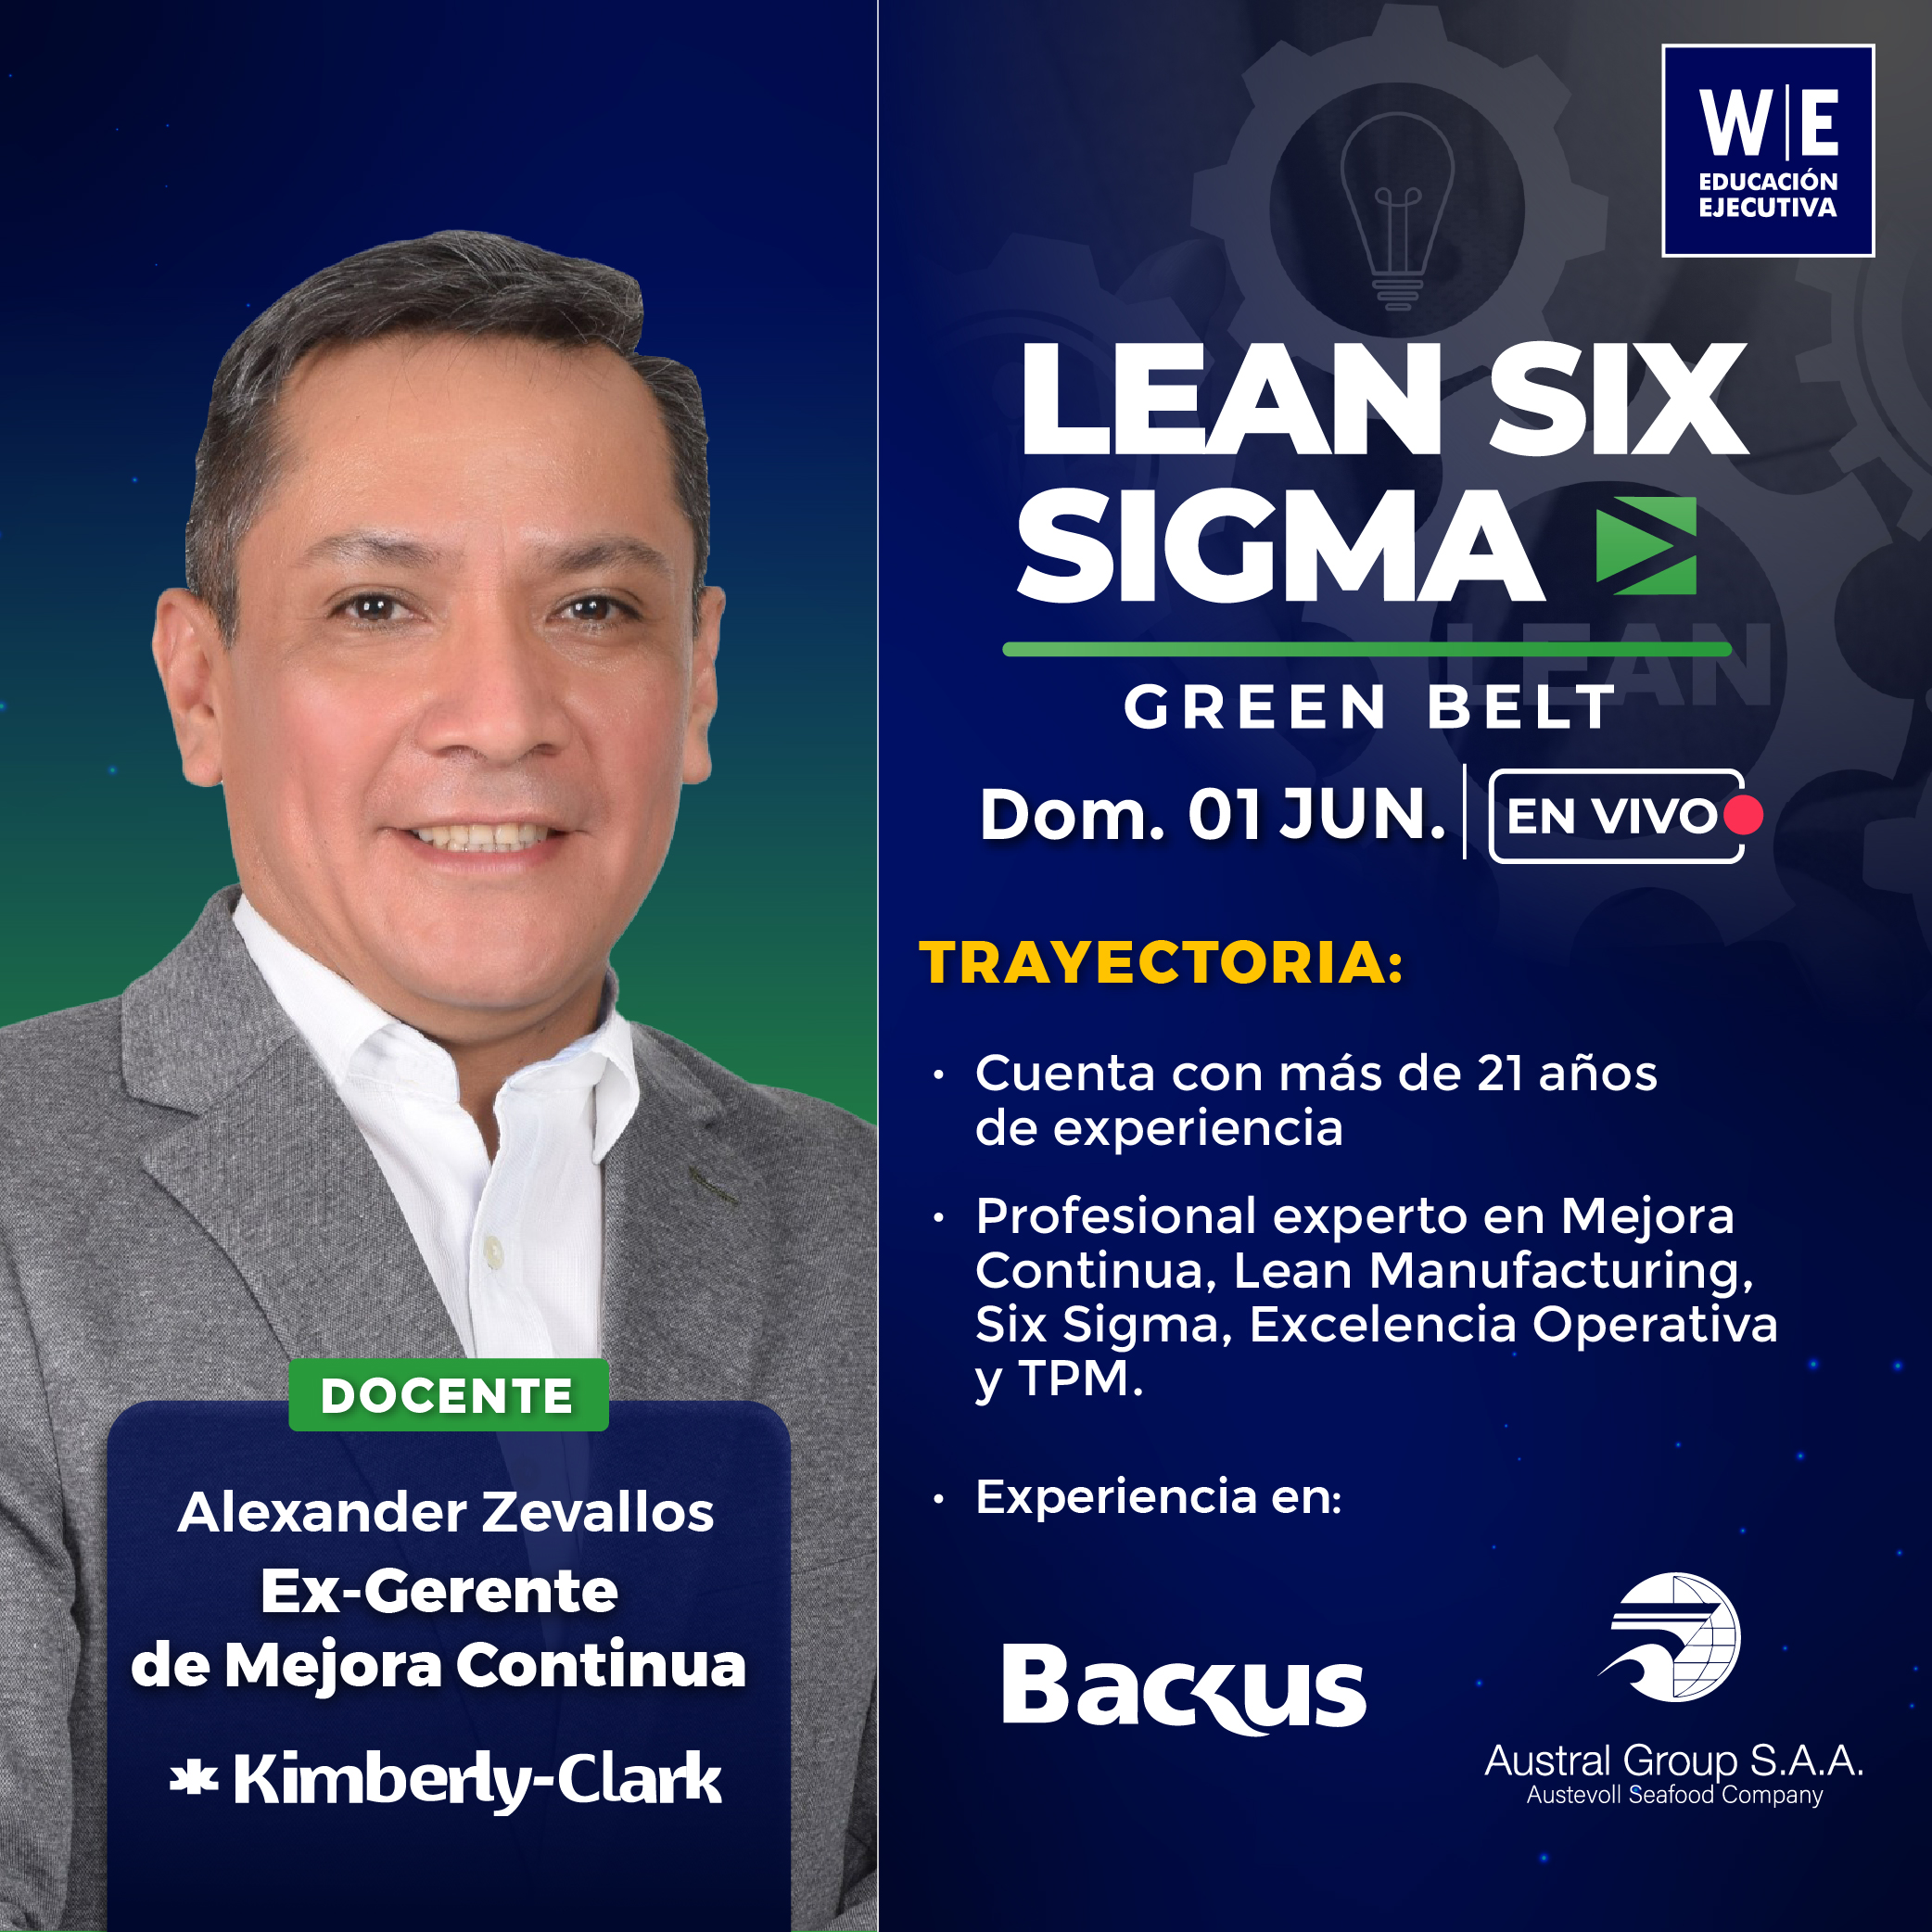 W|E
EDUCACIÓN
EJECUTIVA
LEAN SIX
SIGMA
LEAN
GREEN BELT
Dom. 01 JUN.
EN VIVO
TRAYECTORIA:
• Cuenta con más de 21 años
de experiencia
• Profesional experto en Mejora
Continua, Lean Manufacturing,
Six Sigma, Excelencia Operativa
y TPM.
• Experiencia en:
Backus
Austral Group S.A.A.
Austevoll Seafood Company
DOCENTE
Alexander Zevallos
Ex-Gerente
de Mejora Continua
Kimberly-Clark